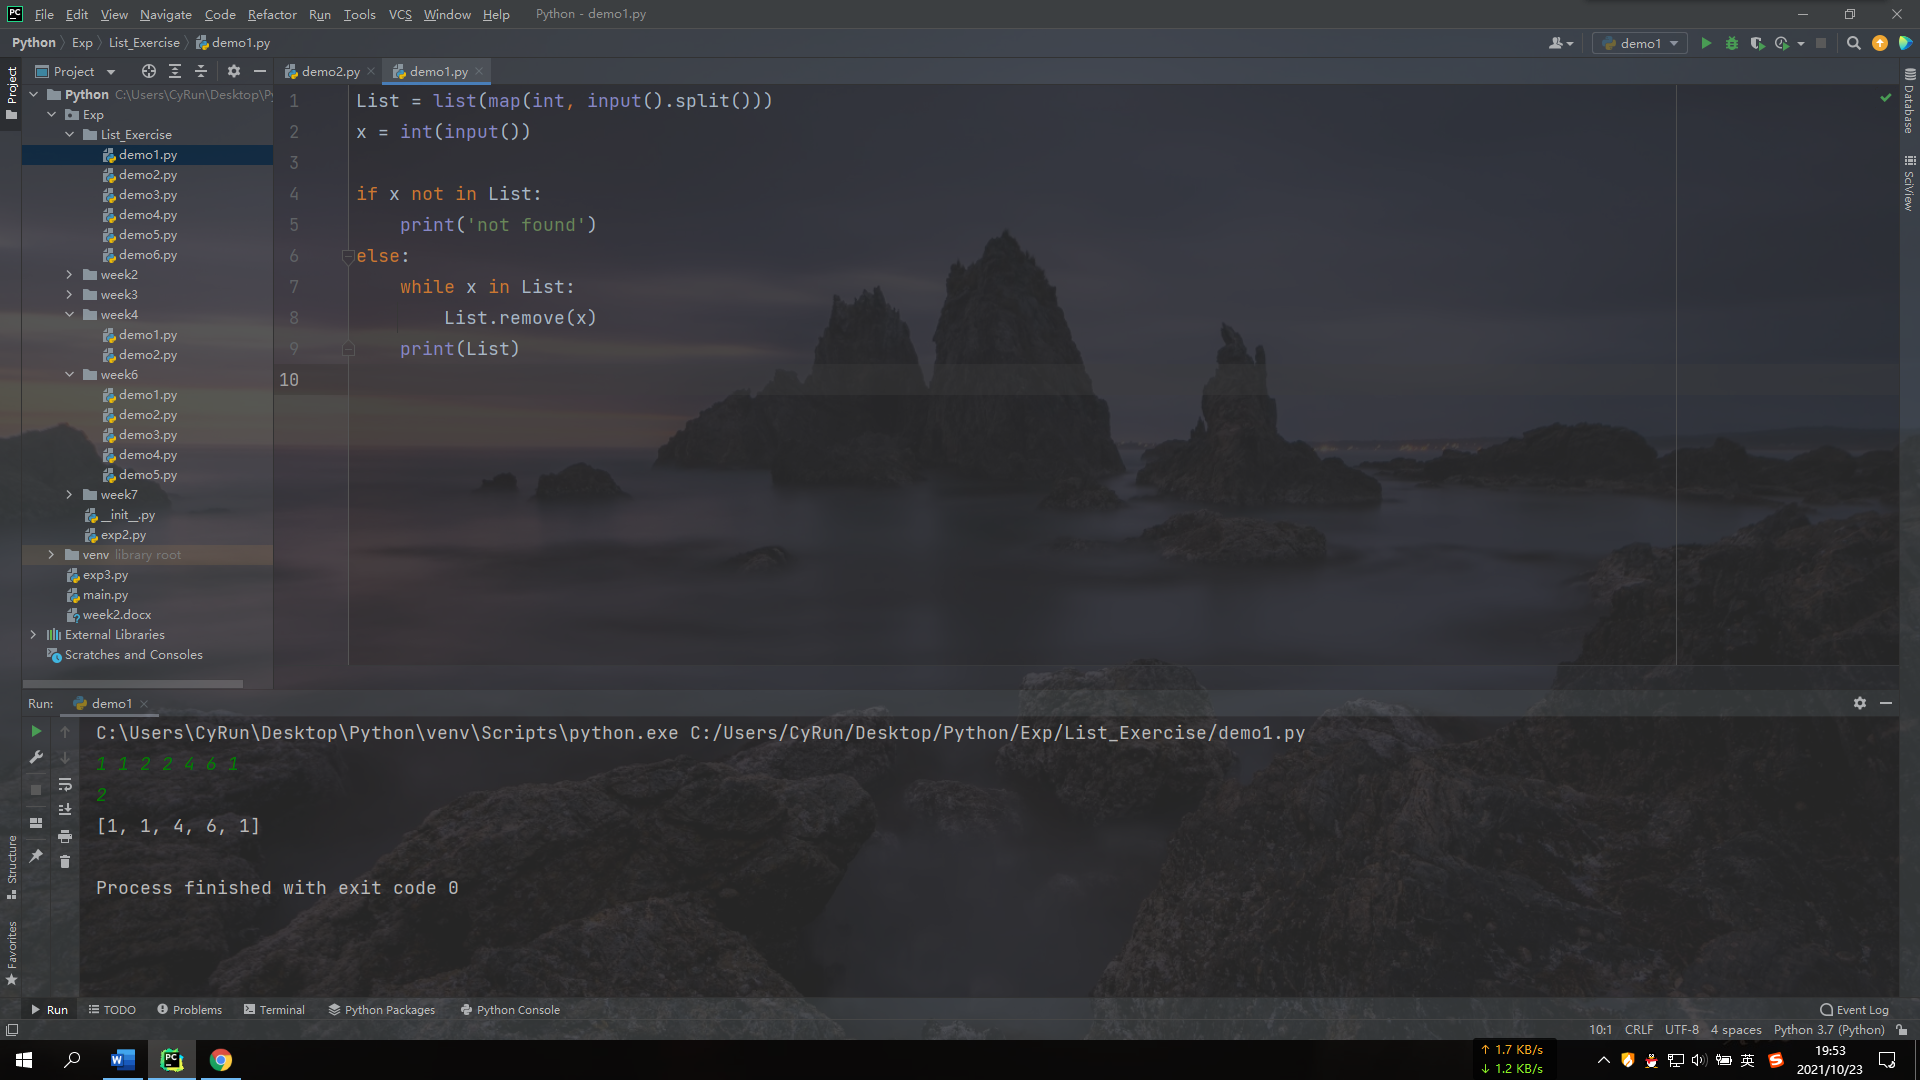 File Edit View Navigate Code Refactor Run Tools VCS Window Help Python - demo1.py
Python Exp List_Exercise demo1.py demo1
Project
demo2.py demo1.py
Project
Python C:\Users\CyRun\Desktop\Py
Exp
List_Exercise
demo1.py
demo2.py
demo3.py
demo4.py
demo5.py
demo6.py
week2
week3
week4
demo1.py
demo2.py
week6
demo1.py
demo2.py
demo3.py
demo4.py
demo5.py
week7
__init__.py
exp2.py
venv library root
exp3.py
main.py
week2.docx
External Libraries
Scratches and Consoles
1 List = list(map(int, input().split()))
2 x = int(input())
3
4 if x not in List:
5 print('not found')
6 else:
7 while x in List:
8 List.remove(x)
9 print(List)
10
Database
SciView
Run: demo1
C:\Users\CyRun\Desktop\Python\venv\Scripts\python.exe C:/Users/CyRun/Desktop/Python/Exp/List_Exercise/demo1.py
1 1 2 2 4 6 1
2
[1, 1, 4, 6, 1]
Process finished with exit code 0
Structure
Favorites
Run TODO Problems Terminal Python Packages Python Console Event Log
10:1 CRLF UTF-8 4 spaces Python 3.7 (Python)
↑ 1.7 KB/s
↓ 1.2 KB/s
英
19:53
2021/10/23